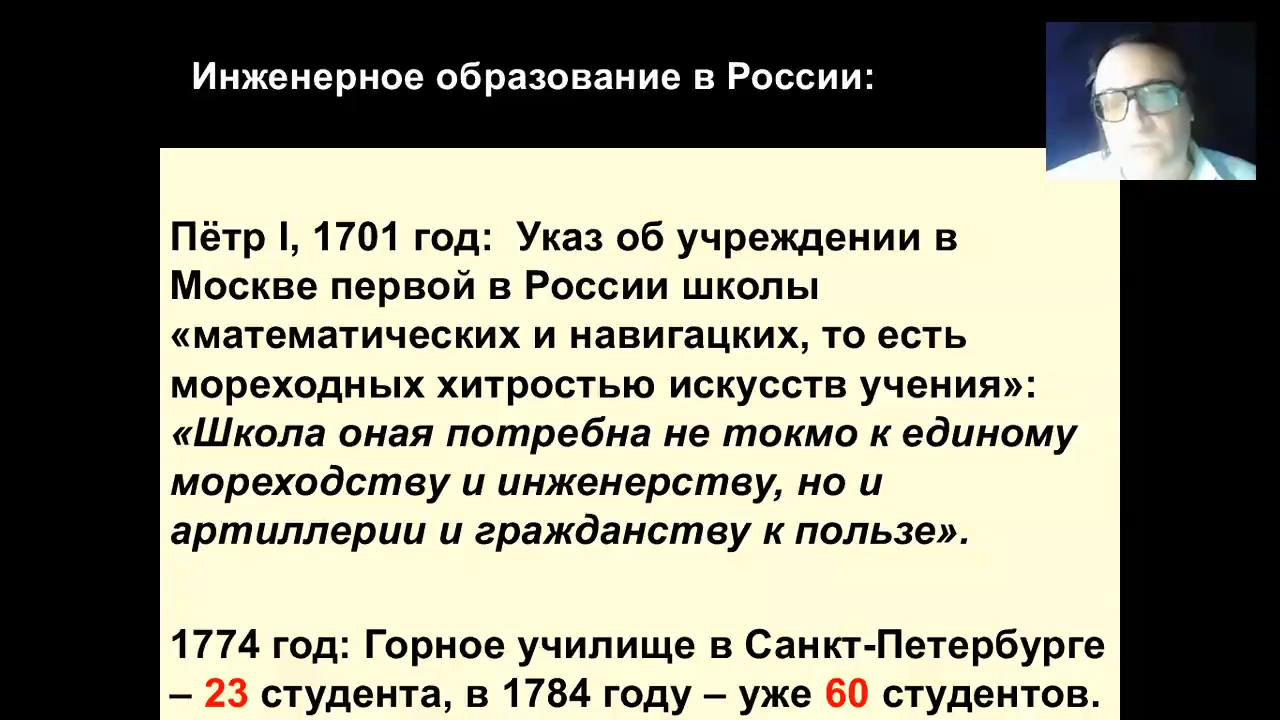 Инженерное образование в России:
Пётр I, 1701 год: Указ об учреждении в
Москве первой в России школы
«математических и навигацких, то есть
мореходных хитростью искусств учения»:
«Школа оная потребна не токмо к единому
мореходству и инженерству, но и
артиллерии и гражданству к пользе».
1774 год: Горное училище в Санкт-Петербурге
– 23 студента, в 1784 году – уже 60 студентов.